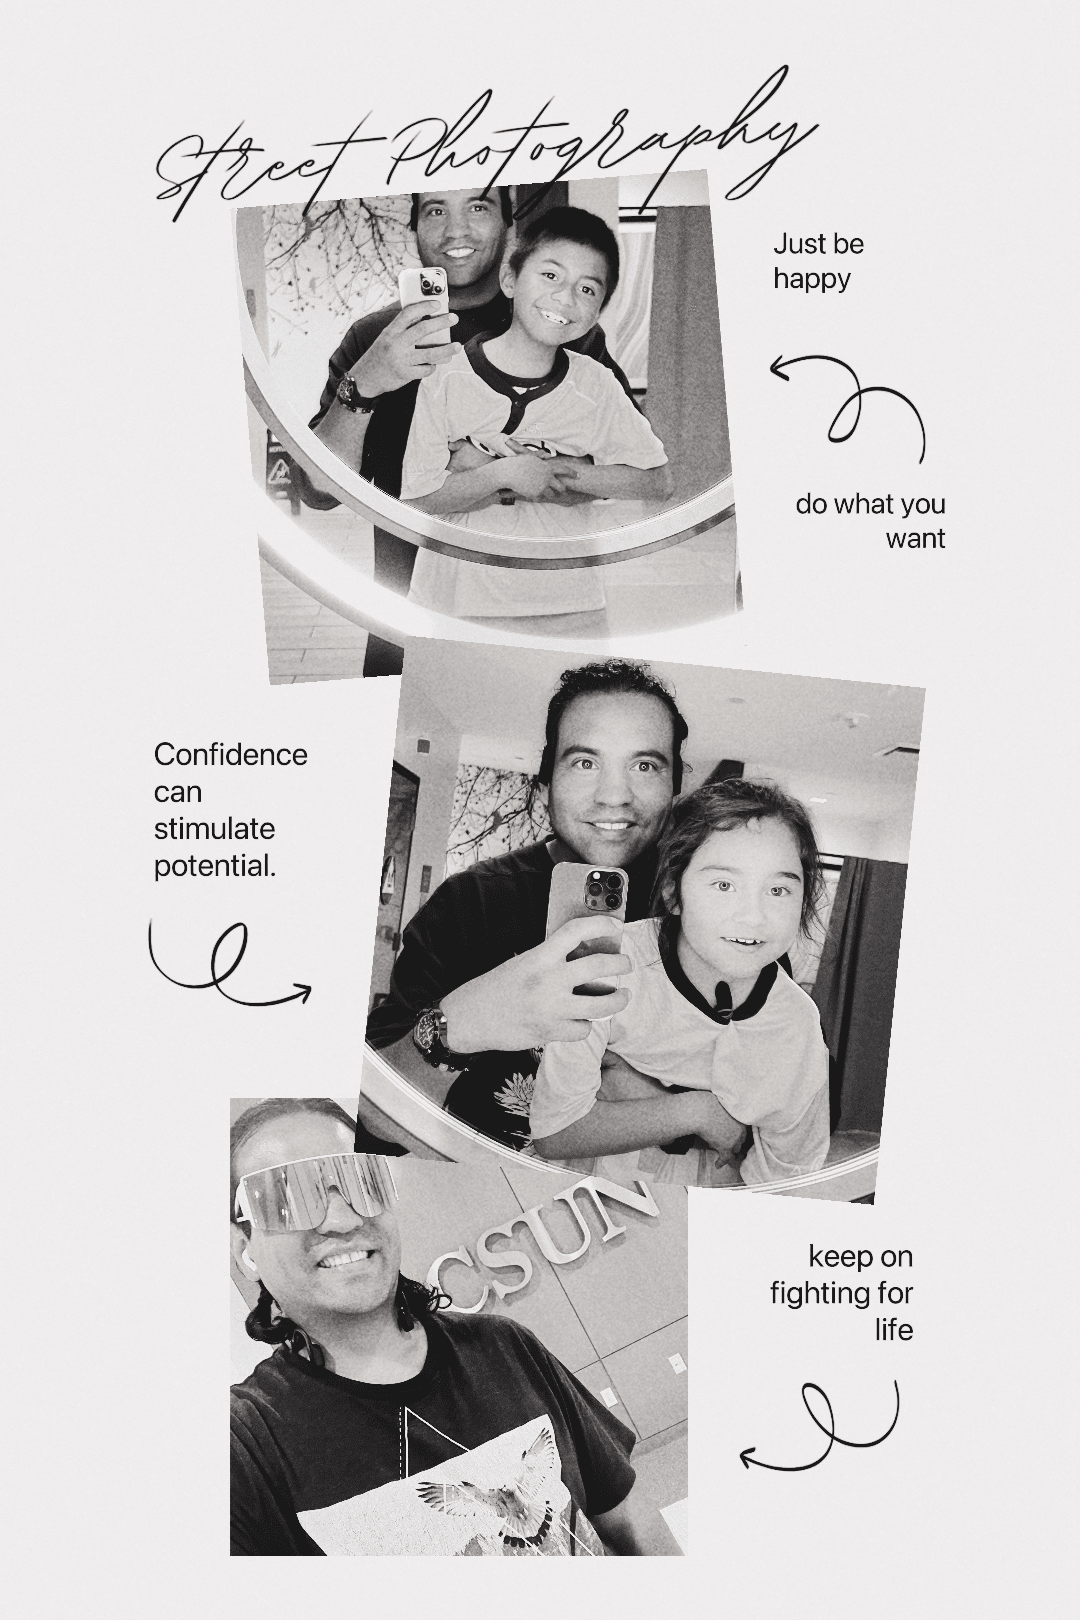 Street Photography
Just be
happy
do what you
want
Confidence
can
stimulate
potential.
CSUN
keep on
fighting for
life